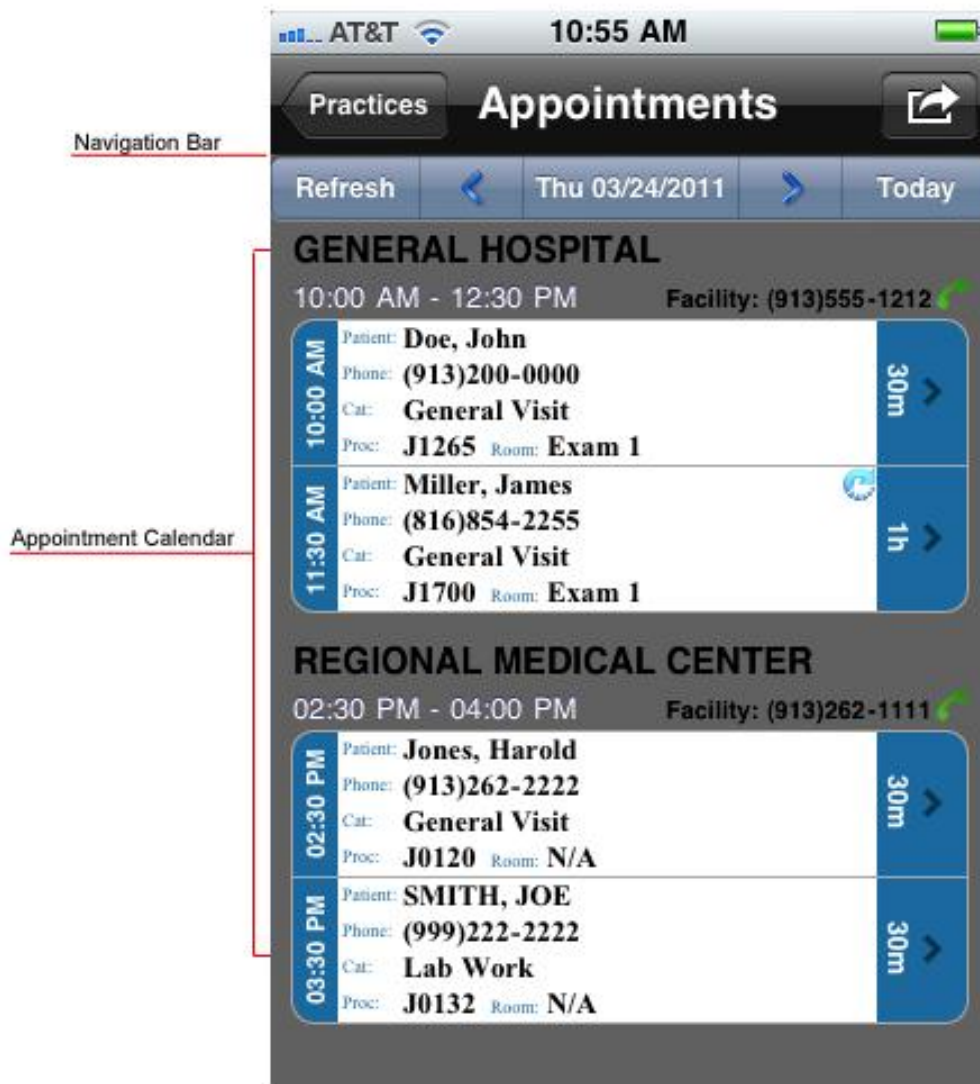 AT&T 10:55 AM
Practices Appointments
Navigation Bar
Refresh Thu 03/24/2011 Today
GENERAL HOSPITAL
10:00 AM - 12:30 PM Facility: (913)555-1212
10:00 AM
Patient: Doe, John
Phone: (913)200-0000
Cat: General Visit
Proc: J1265 Room: Exam 1
30m
11:30 AM
Patient: Miller, James
Phone: (816)854-2255
Cat: General Visit
Proc: J1700 Room: Exam 1
1h
Appointment Calendar
REGIONAL MEDICAL CENTER
02:30 PM - 04:00 PM Facility: (913)262-1111
02:30 PM
Patient: Jones, Harold
Phone: (913)262-2222
Cat: General Visit
Proc: J0120 Room: N/A
30m
03:30 PM
Patient: SMITH, JOE
Phone: (999)222-2222
Cat: Lab Work
Proc: J0132 Room: N/A
30m